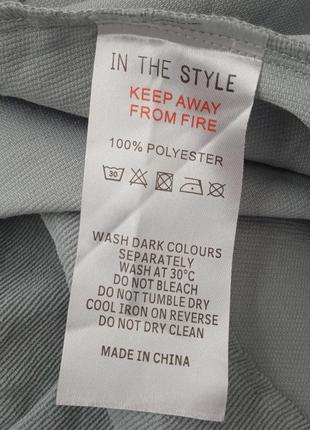 IN THE STYLE
KEEP AWAY
FROM FIRE
100% POLYESTER
30
WASH DARK COLOURS
SEPARATELY
WASH AT 30°C
DO NOT BLEACH
DO NOT TUMBLE DRY
COOL IRON ON REVERSE
DO NOT DRY CLEAN
MADE IN CHINA